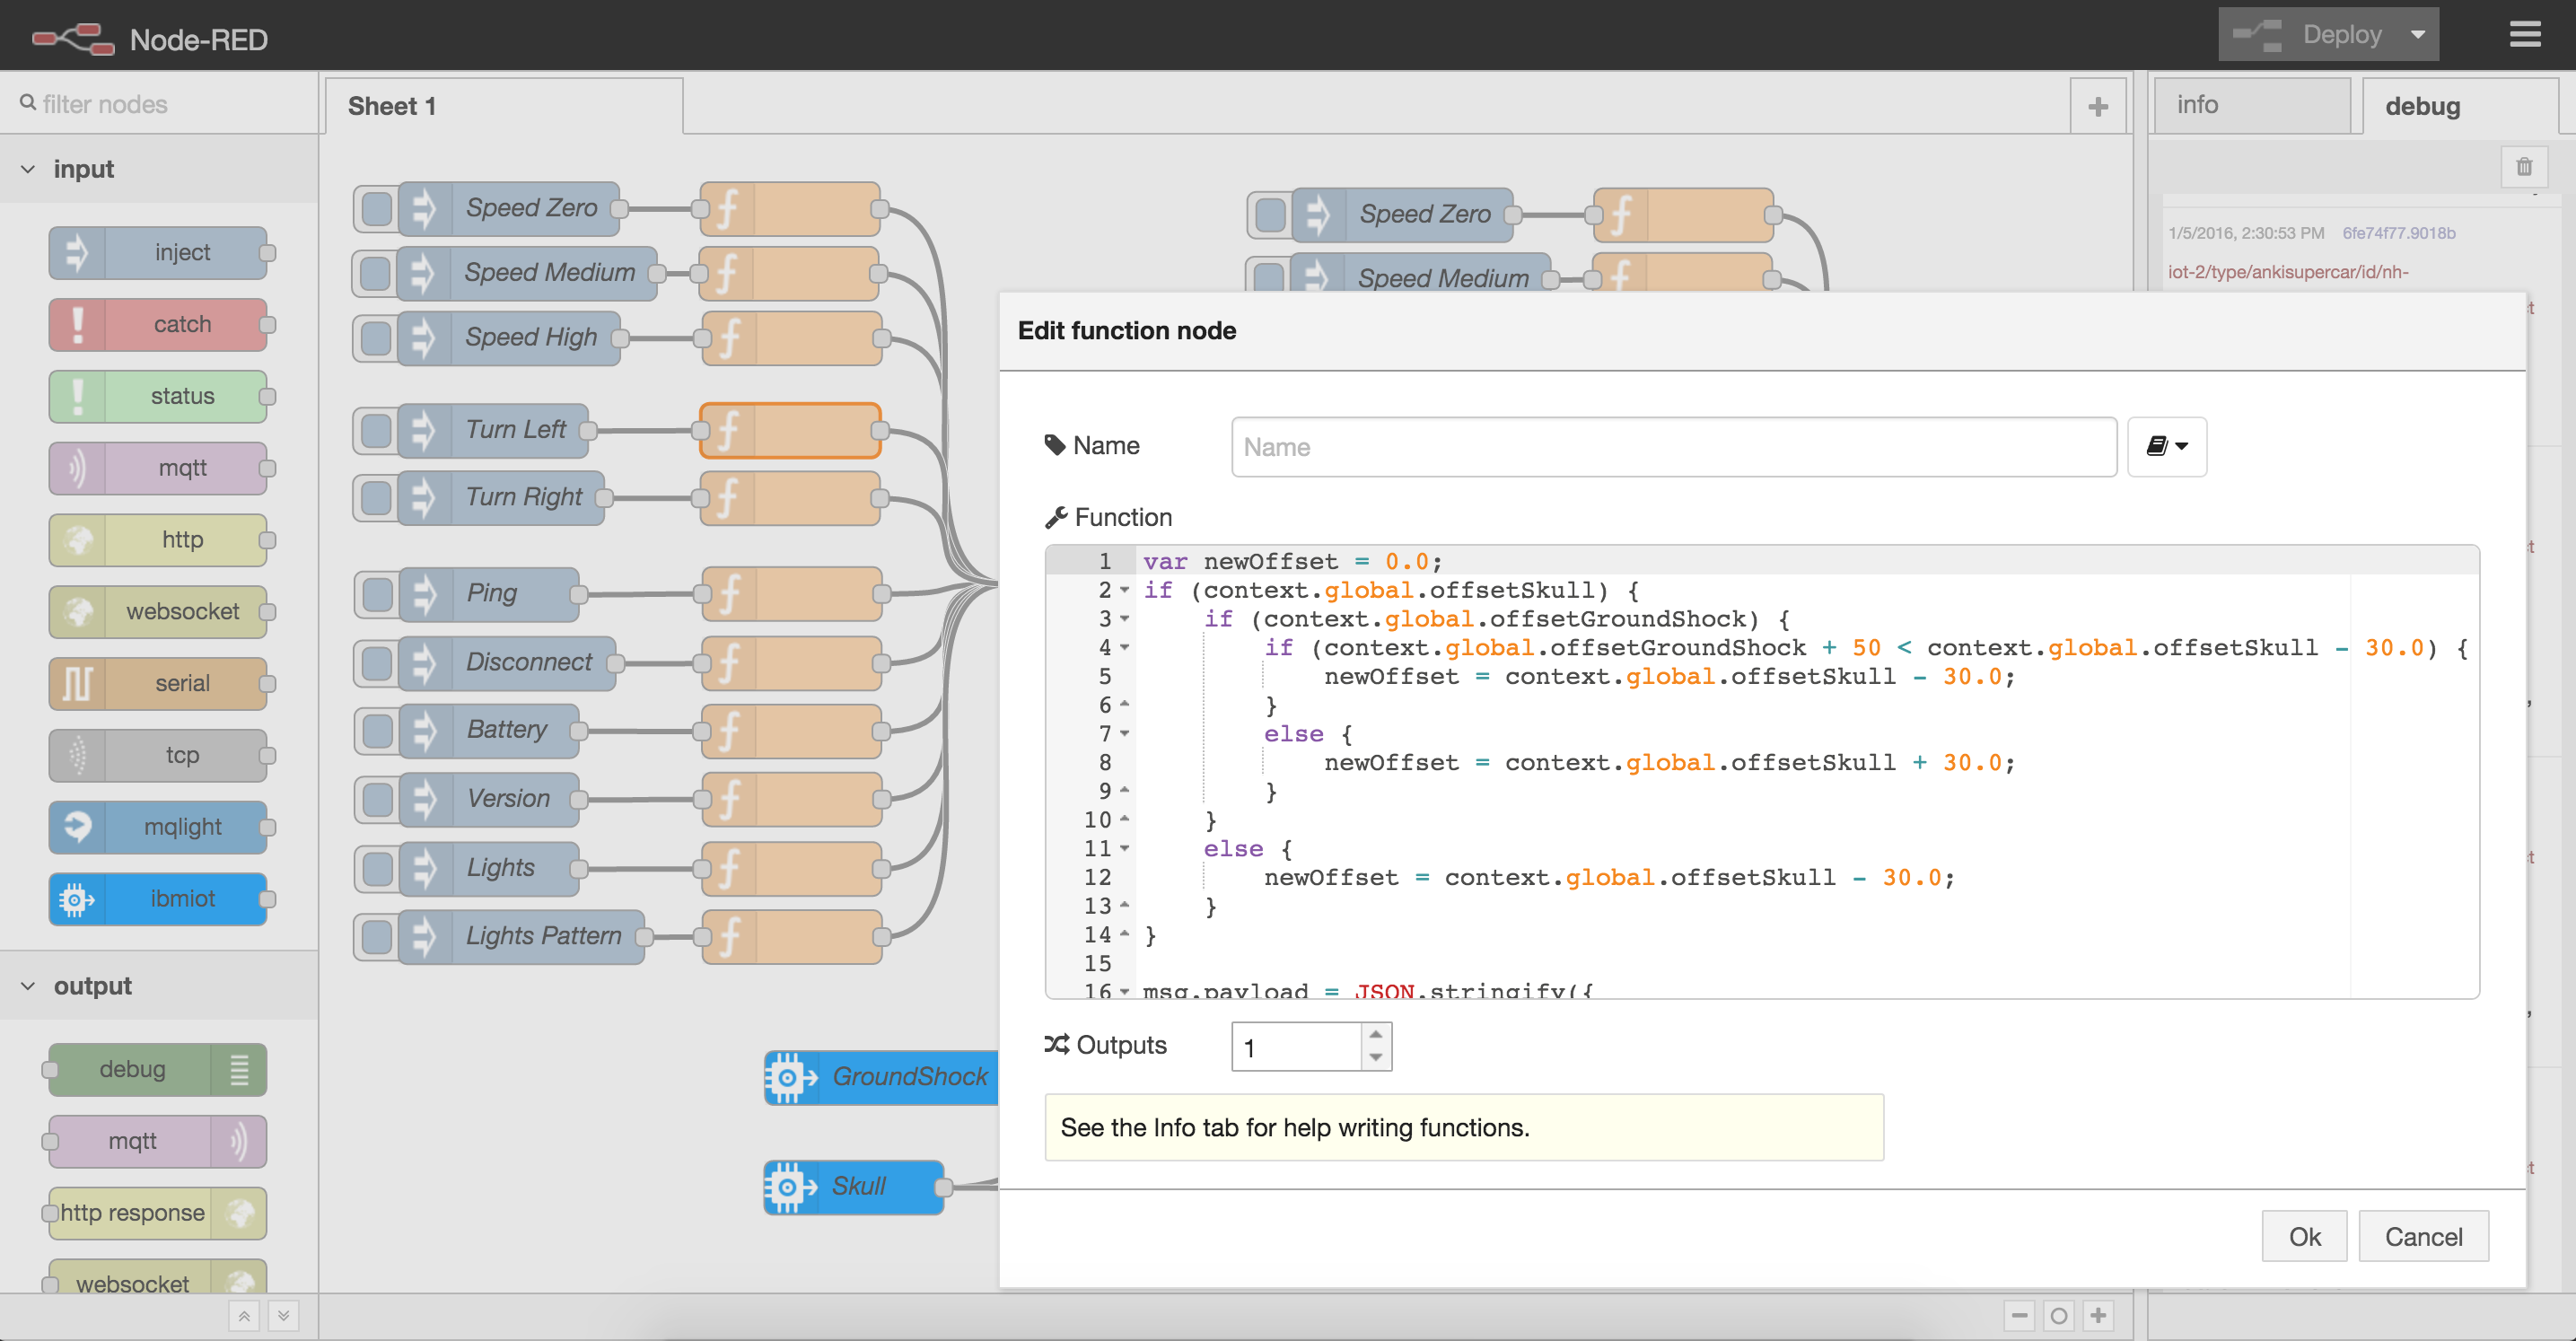 Node-RED
Deploy
filter nodes
Sheet 1
info
debug
input
inject
catch
status
mqtt
http
websocket
serial
tcp
mqlight
ibmiot
output
debug
mqtt
http response
websocket
Speed Zero
Speed Medium
Speed High
Turn Left
Turn Right
Ping
Disconnect
Battery
Version
Lights
Lights Pattern
GroundShock
Skull
Speed Zero
Speed Medium
1/5/2016, 2:30:53 PM 6fe74f77.9018b
iot-2/type/ankisupercar/id/nh-
Edit function node
Name
Name
Function
1 var newOffset = 0.0;
2 if (context.global.offsetSkull) {
3 if (context.global.offsetGroundShock) {
4 if (context.global.offsetGroundShock + 50 < context.global.offsetSkull - 30.0) {
5 newOffset = context.global.offsetSkull - 30.0;
6 }
7 else {
8 newOffset = context.global.offsetSkull + 30.0;
9 }
10 }
11 else {
12 newOffset = context.global.offsetSkull - 30.0;
13 }
14 }
15
16 msg.payload = JSON.stringify({
Outputs
1
See the Info tab for help writing functions.
Ok
Cancel